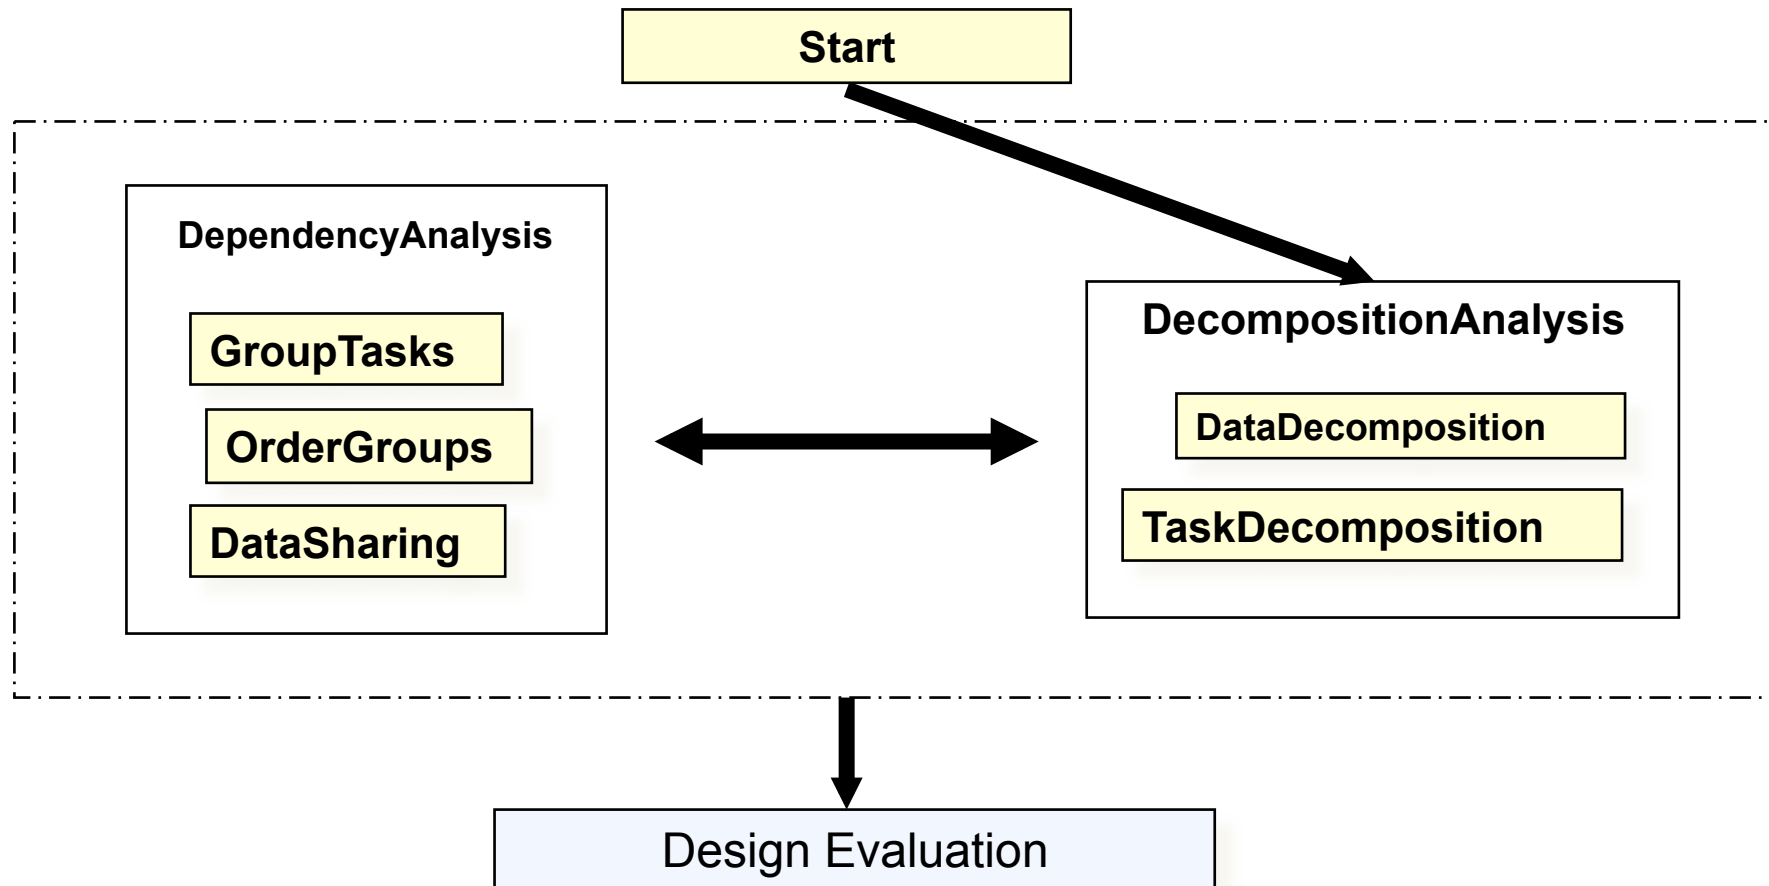 Start
DependencyAnalysis
GroupTasks
OrderGroups
DataSharing
DecompositionAnalysis
DataDecomposition
TaskDecomposition
Design Evaluation